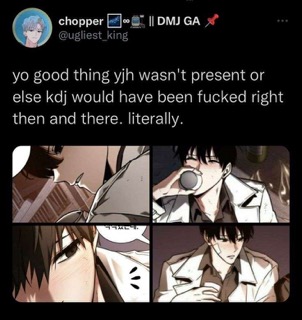 chopper ∞ || DMJ GA
@ugliest_king
yo good thing yjh wasn't present or
else kdj would have been fucked right
then and there. literally.